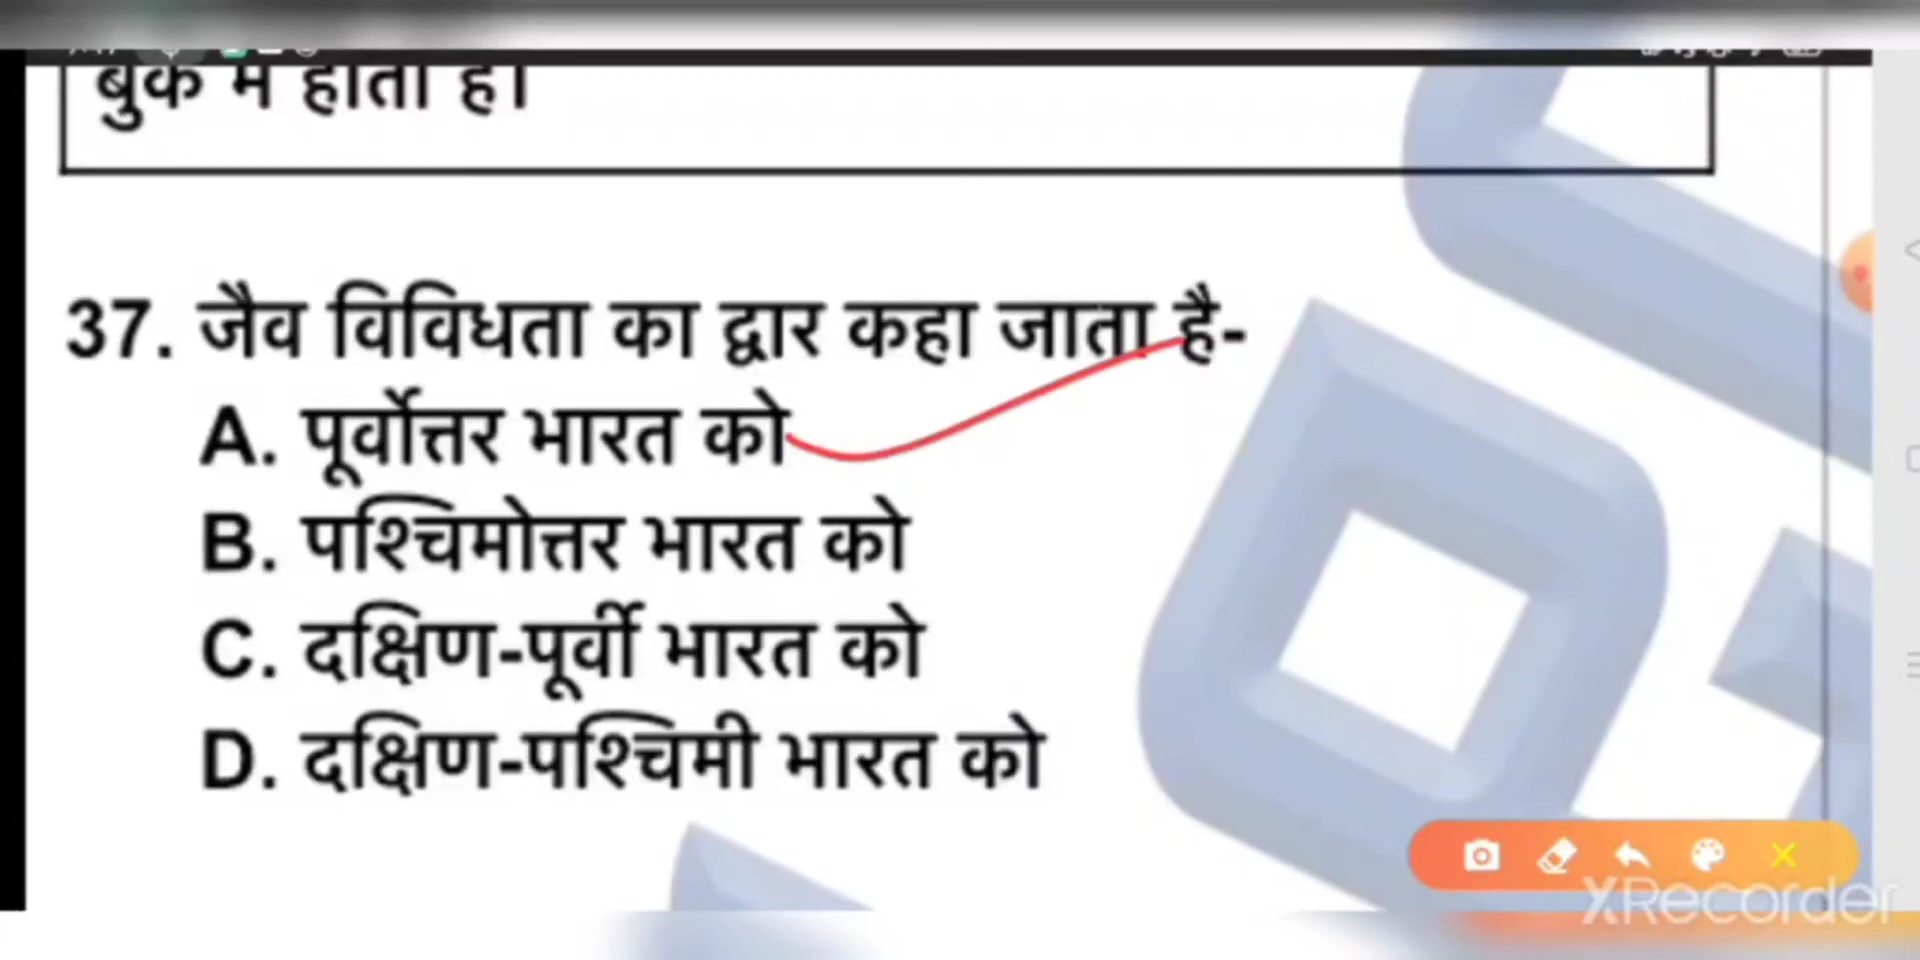 बुक में होता है।
37. जैव विविधता का द्वार कहा जाता है-
A. पूर्वोत्तर भारत को
B. पश्चिमोत्तर भारत को
C. दक्षिण-पूर्वी भारत को
D. दक्षिण-पश्चिमी भारत को
XRecorder